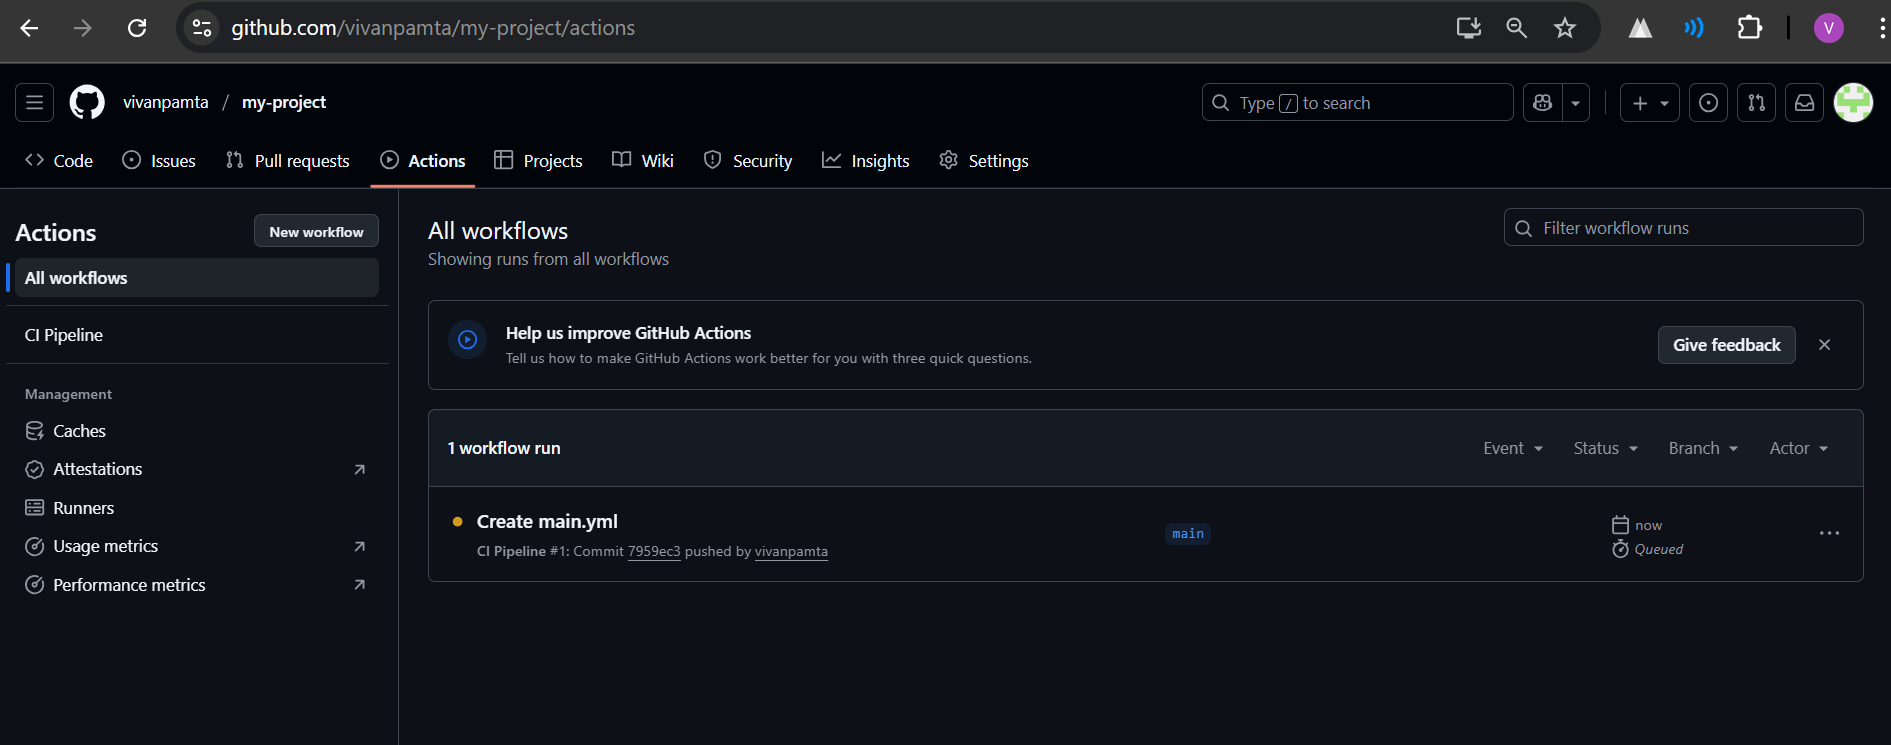 github.com/vivanpamta/my-project/actions
V
vivanpamta / my-project
Type / to search
Code
Issues
Pull requests
Actions
Projects
Wiki
Security
Insights
Settings
Actions
New workflow
All workflows
CI Pipeline
Management
Caches
Attestations
Runners
Usage metrics
Performance metrics
All workflows
Showing runs from all workflows
Filter workflow runs
Help us improve GitHub Actions
Tell us how to make GitHub Actions work better for you with three quick questions.
Give feedback
1 workflow run
Event
Status
Branch
Actor
Create main.yml
CI Pipeline #1: Commit 7959ec3 pushed by vivanpamta
main
now
Queued